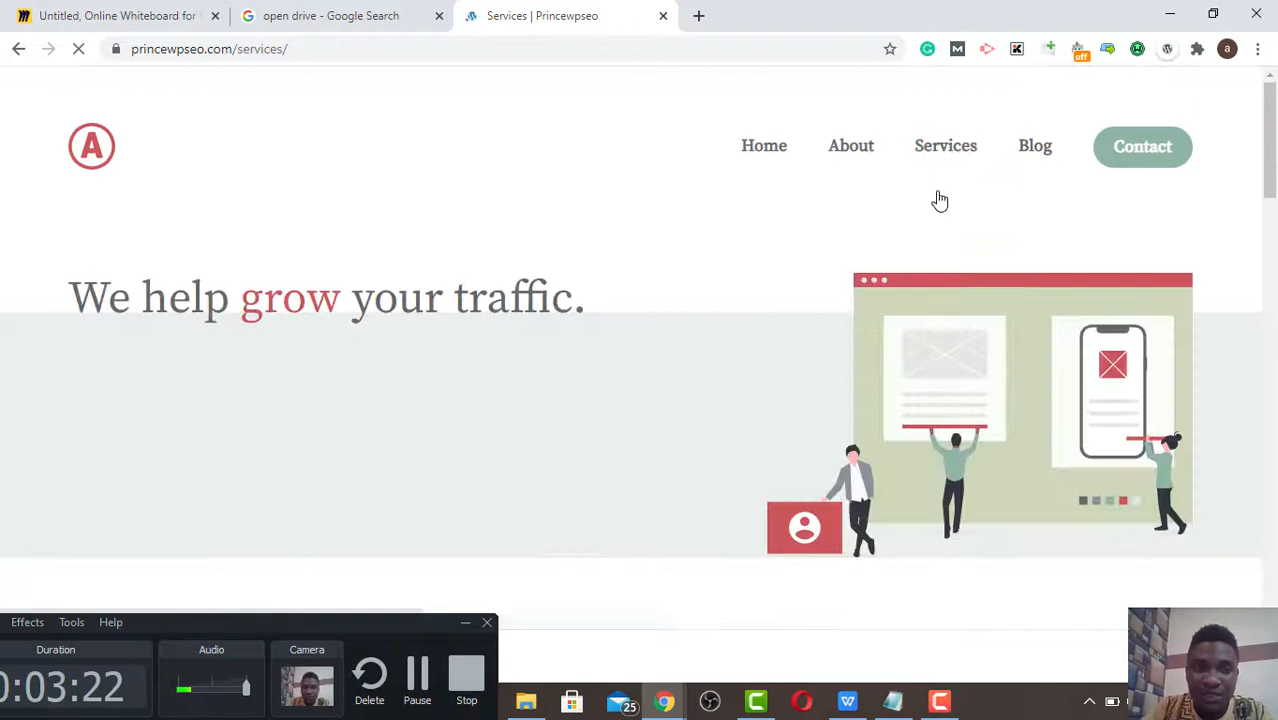 Untitled, Online Whiteboard for
open drive - Google Search
Services | Princewpseo
princewpseo.com/services/
off
a
A
Home
About
Services
Blog
Contact
We help grow your traffic.
Effects
Tools
Help
Duration
Audio
Camera
0:03:22
Delete
Pause
Stop
25